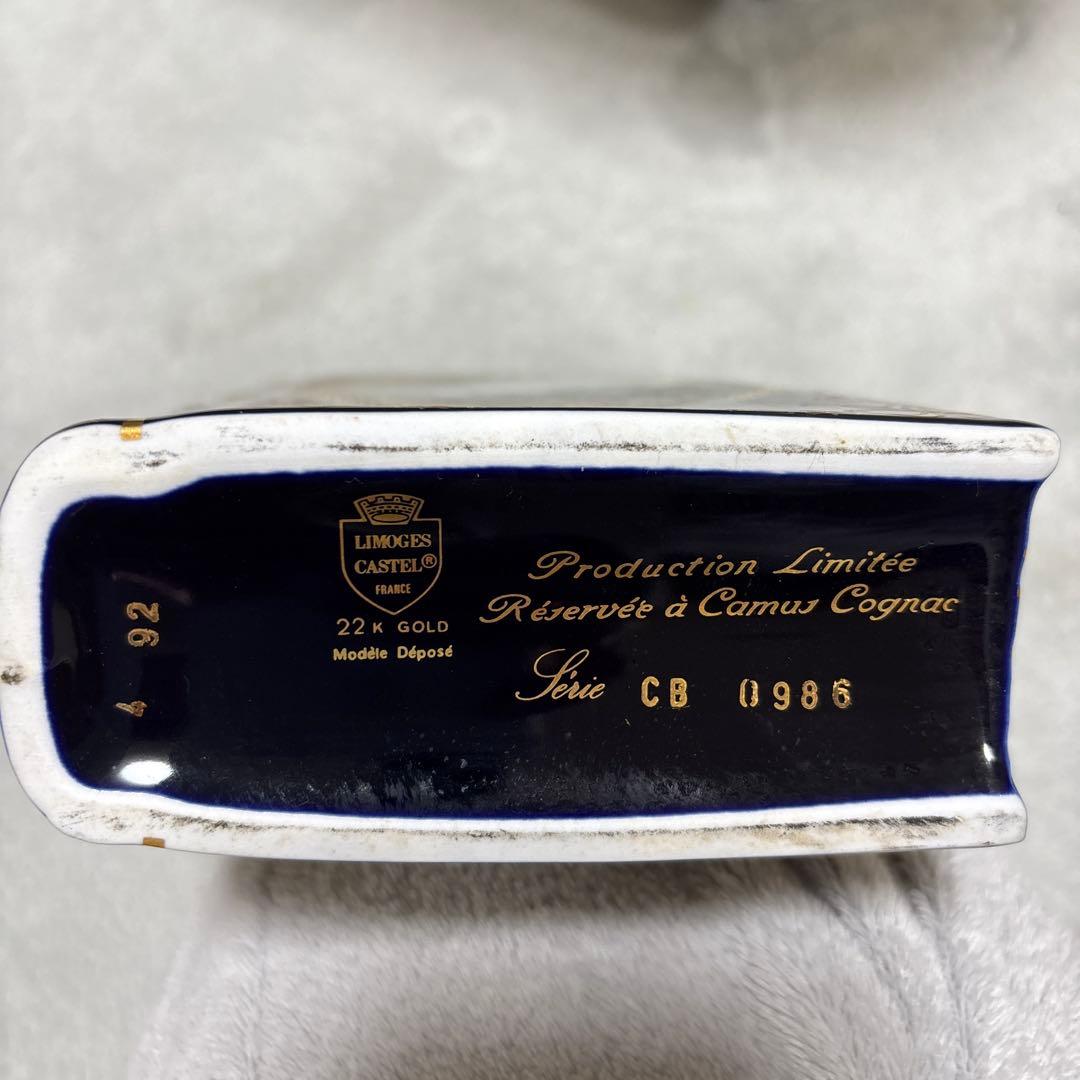 LIMOGES
CASTEL®
FRANCE
22 K GOLD
Modèle Déposé
Production Limitée
Réservée à Camus Cognac
Série CB 0986
4 92